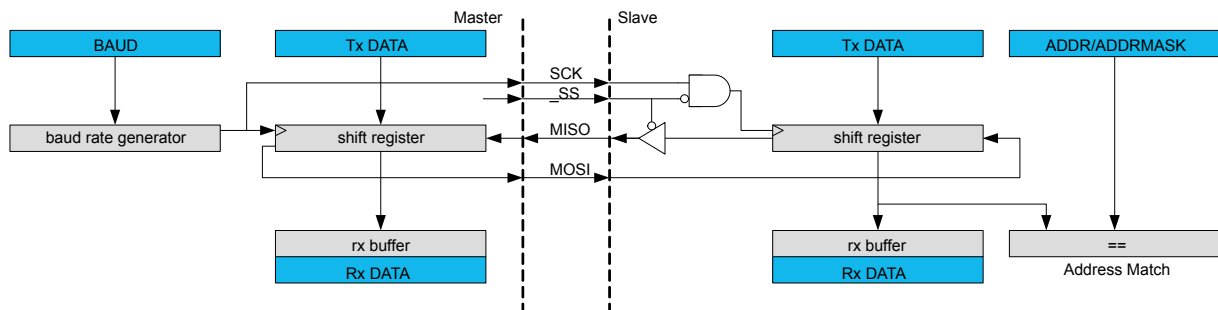 Master
Slave
BAUD
Tx DATA
Tx DATA
ADDR/ADDRMASK
SCK
_SS
baud rate generator
shift register
MISO
shift register
MOSI
rx buffer
Rx DATA
rx buffer
Rx DATA
==
Address Match